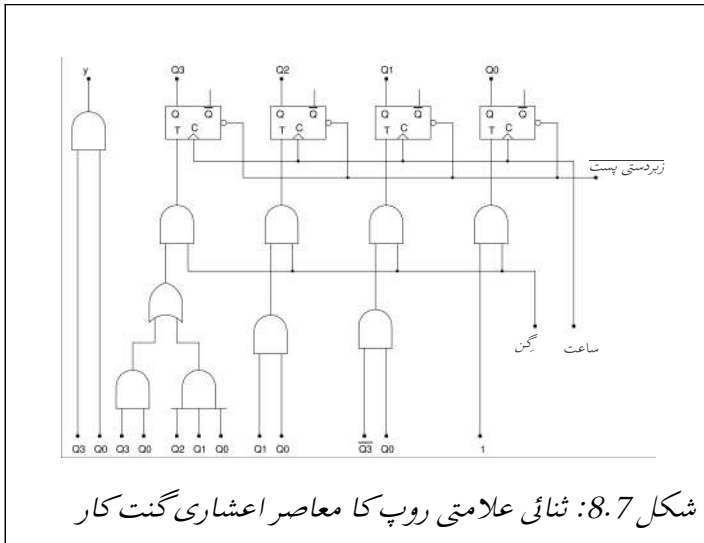 y Q3 Q2 Q1 Q0
Q Q̅ Q Q̅ Q Q̅ Q Q̅
T C T C T C T C
زبردستی پست
گِن ساعت
Q3 Q0 Q3 Q0 Q2 Q1 Q0 Q1 Q0 Q̅3̅ Q0 1
شکل 8.7: ثنائی علامتی روپ کا معاصر اعشاری گنت کار